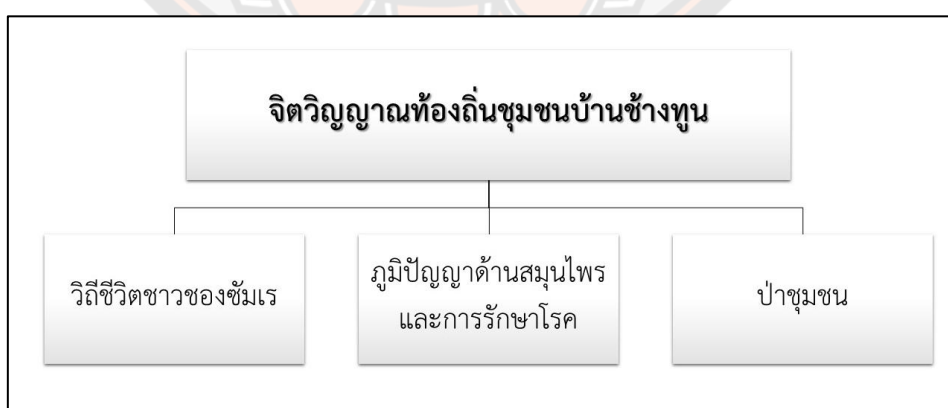 จิตวิญญาณท้องถิ่นชุมชนบ้านช้างทูน
วิถีชีวิตชาวชองซัมเร
ภูมิปัญญาด้านสมุนไพร
และการรักษาโรค
ป่าชุมชน